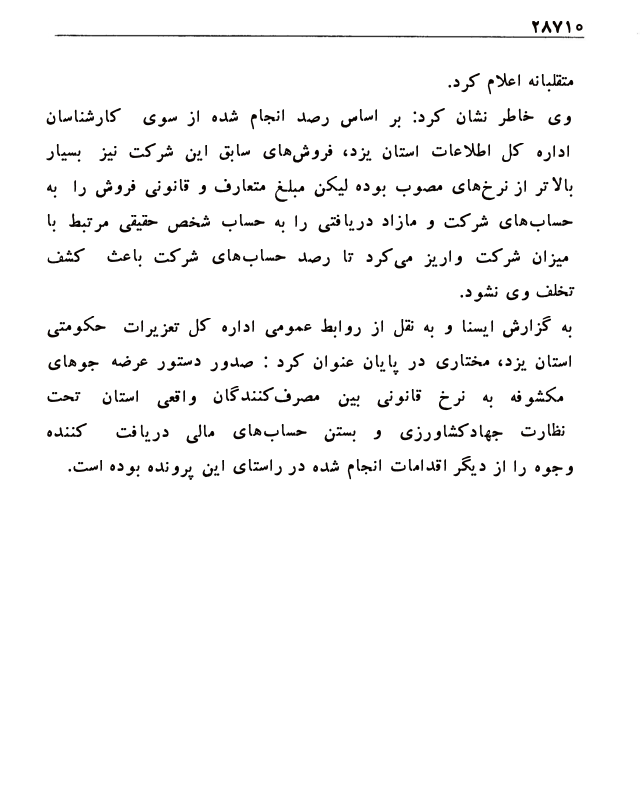 ۲۸۷۱۰
متقلبانه اعلام کرد.
وی خاطر نشان کرد: بر اساس رصد انجام شده از سوی کارشناسان
اداره کل اطلاعات استان یزد، فروش‌های سابق این شرکت نیز بسیار
بالاتر از نرخ‌های مصوب بوده لیکن مبلغ متعارف و قانونی فروش را به
حساب‌های شرکت و مازاد دریافتی را به حساب شخص حقیقی مرتبط با
میزان شرکت واریز می‌کرد تا رصد حساب‌های شرکت باعث کشف
تخلف وی نشود.
به گزارش ایسنا و به نقل از روابط عمومی اداره کل تعزیرات حکومتی
استان یزد، مختاری در پایان عنوان کرد : صدور دستور عرضه جوهای
مکشوفه به نرخ قانونی بین مصرف‌کنندگان واقعی استان تحت
نظارت جهادکشاورزی و بستن حساب‌های مالی دریافت کننده
وجوه را از دیگر اقدامات انجام شده در راستای این پرونده بوده است.